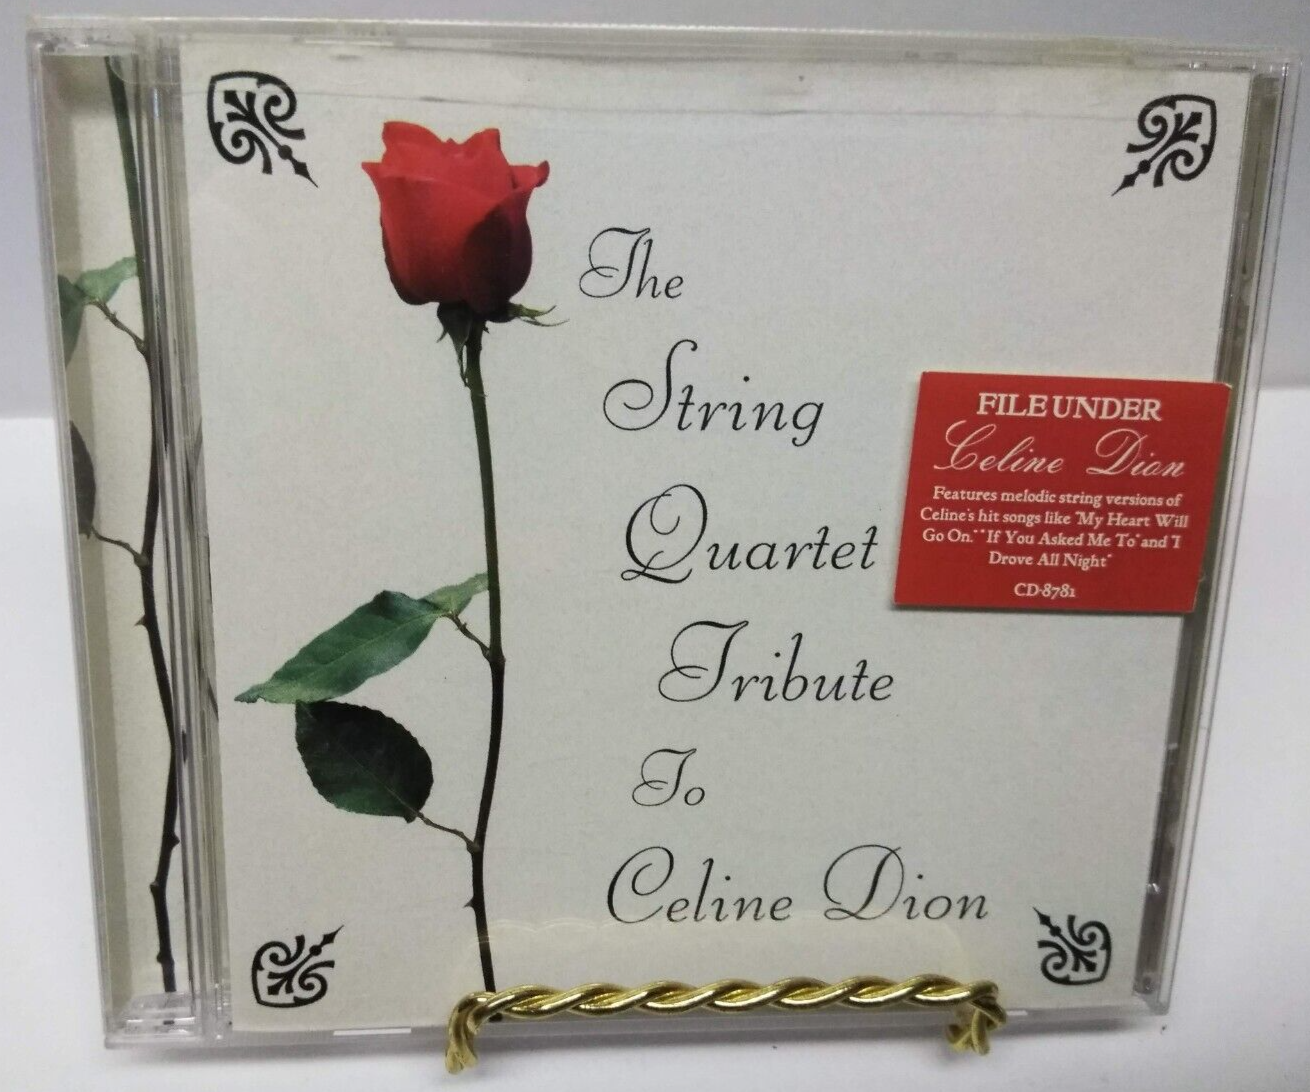 The
String
Quartet
Tribute
To
Celine Dion
FILE UNDER
Celine Dion
Features melodic string versions of
Celine's hit songs like "My Heart Will
Go On." "If You Asked Me To" and "I
Drove All Night"
CD-8781